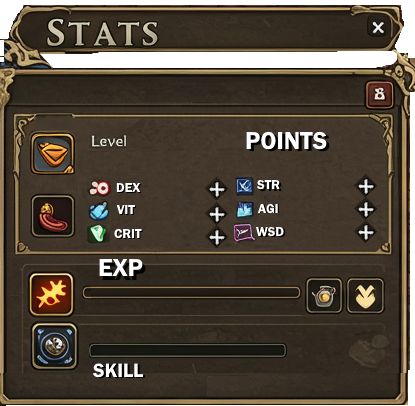 STATS
Level POINTS
DEX STR
VIT AGI
CRIT WSD
EXP
SKILL